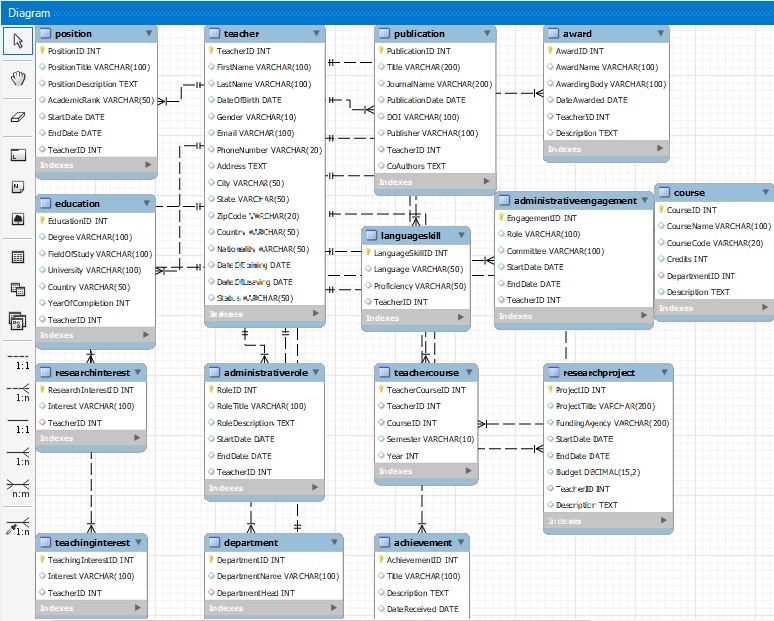 Diagram
position
PositionID INT
PositionTitle VARCHAR(100)
PositionDescription TEXT
AcademicRank VARCHAR(50)
StartDate DATE
EndDate DATE
TeacherID INT
Indexes
teacher
TeacherID INT
FirstName VARCHAR(100)
LastName VARCHAR(100)
DateOfBirth DATE
Gender VARCHAR(10)
Email VARCHAR(100)
PhoneNumber VARCHAR(20)
Address TEXT
City VARCHAR(50)
State VARCHAR(50)
ZipCode VARCHAR(20)
Country VARCHAR(50)
Nationality VARCHAR(50)
DateOfJoining DATE
DateOfLeaving DATE
Status VARCHAR(50)
Indexes
publication
PublicationID INT
Title VARCHAR(200)
JournalName VARCHAR(200)
PublicationDate DATE
DOI VARCHAR(100)
Publisher VARCHAR(100)
TeacherID INT
CoAuthors TEXT
Indexes
award
AwardID INT
AwardName VARCHAR(100)
AwardingBody VARCHAR(100)
DateAwarded DATE
TeacherID INT
Description TEXT
Indexes
education
EducationID INT
Degree VARCHAR(100)
FieldOfStudy VARCHAR(100)
University VARCHAR(100)
Country VARCHAR(50)
YearOfCompletion INT
TeacherID INT
Indexes
languageskill
LanguageSkillID INT
Language VARCHAR(50)
Proficiency VARCHAR(50)
TeacherID INT
Indexes
administrativeengagement
EngagementID INT
Role VARCHAR(100)
Committee VARCHAR(100)
StartDate DATE
EndDate DATE
TeacherID INT
Indexes
course
CourseID INT
CourseName VARCHAR(100)
CourseCode VARCHAR(20)
Credits INT
DepartmentID INT
Description TEXT
Indexes
1:1
1:n
1:1
1:n
n:m
1:n
researchinterest
ResearchInterestID INT
Interest VARCHAR(100)
TeacherID INT
Indexes
administrativerole
RoleID INT
RoleTitle VARCHAR(100)
RoleDescription TEXT
StartDate DATE
EndDate DATE
TeacherID INT
Indexes
teachercourse
TeacherCourseID INT
TeacherID INT
CourseID INT
Semester VARCHAR(10)
Year INT
Indexes
researchproject
ProjectID INT
ProjectTitle VARCHAR(200)
FundingAgency VARCHAR(200)
StartDate DATE
EndDate DATE
Budget DECIMAL(15,2)
TeacherID INT
Description TEXT
Indexes
teachinginterest
TeachingInterestID INT
Interest VARCHAR(100)
TeacherID INT
Indexes
department
DepartmentID INT
DepartmentName VARCHAR(100)
DepartmentHead INT
Indexes
achievement
AchievementID INT
Title VARCHAR(100)
Description TEXT
DateReceived DATE